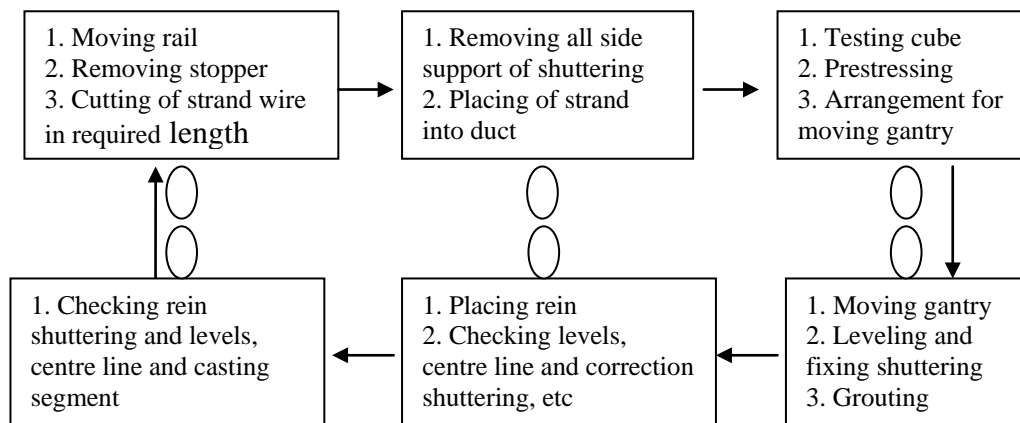 1. Moving rail
2. Removing stopper
3. Cutting of strand wire
in required length
1. Removing all side
support of shuttering
2. Placing of strand
into duct
1. Testing cube
2. Prestressing
3. Arrangement for
moving gantry
1. Checking rein
shuttering and levels,
centre line and casting
segment
1. Placing rein
2. Checking levels,
centre line and correction
shuttering, etc
1. Moving gantry
2. Leveling and
fixing shuttering
3. Grouting